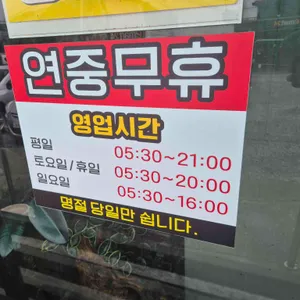 연중무휴
영업시간
평일 05:30~21:00
토요일/휴일 05:30~20:00
일요일 05:30~16:00
명절 당일만 쉽니다.